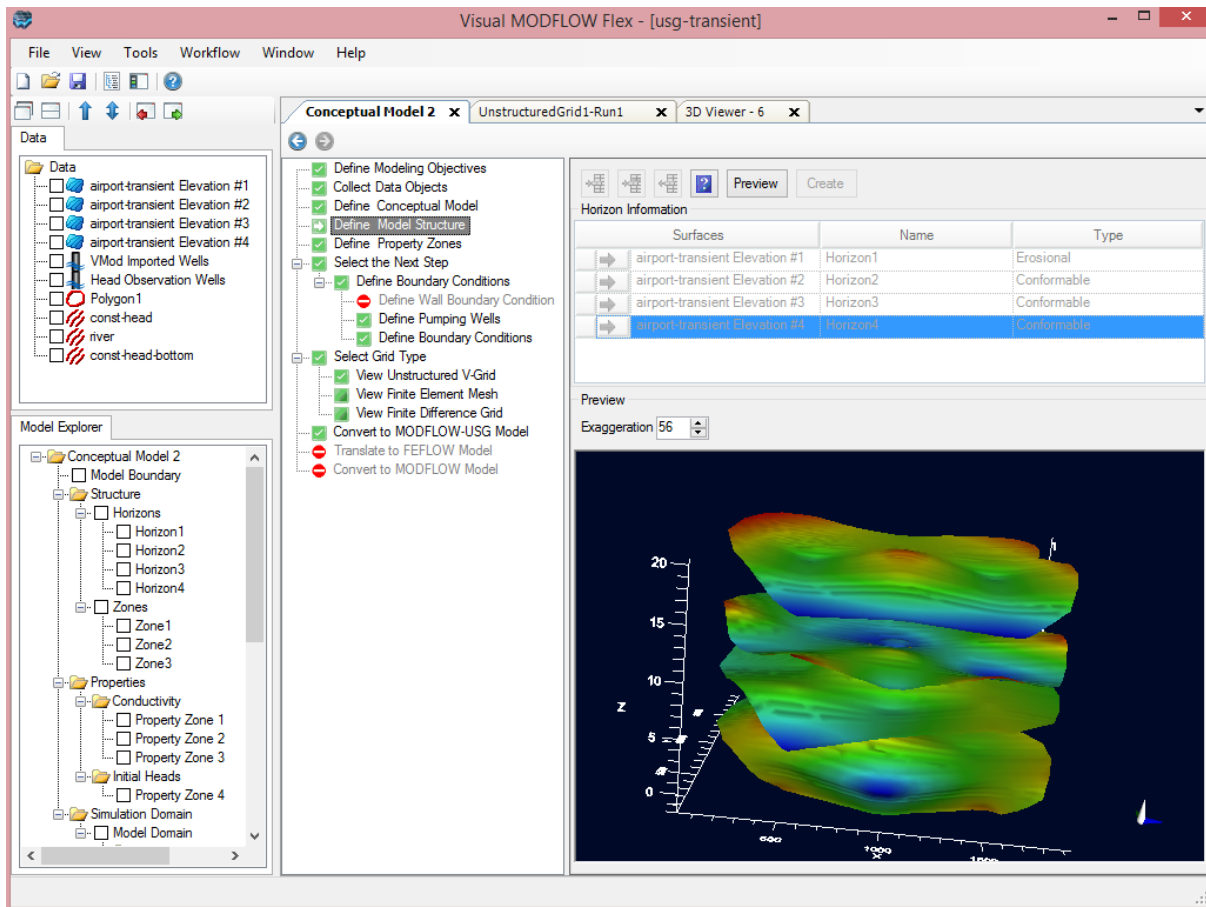 Visual MODFLOW Flex - [usg-transient]
File View Tools Workflow Window Help
Data
Data
airport-transient Elevation #1
airport-transient Elevation #2
airport-transient Elevation #3
airport-transient Elevation #4
VMod Imported Wells
Head Observation Wells
Polygon1
const-head
river
const-head-bottom
Model Explorer
Conceptual Model 2
Model Boundary
Structure
Horizons
Horizon1
Horizon2
Horizon3
Horizon4
Zones
Zone1
Zone2
Zone3
Properties
Conductivity
Property Zone 1
Property Zone 2
Property Zone 3
Initial Heads
Property Zone 4
Simulation Domain
Model Domain
Conceptual Model 2 UnstructuredGrid1-Run1 3D Viewer - 6
Define Modeling Objectives
Collect Data Objects
Define Conceptual Model
Define Model Structure
Define Property Zones
Select the Next Step
Define Boundary Conditions
Define Wall Boundary Condition
Define Pumping Wells
Define Boundary Conditions
Select Grid Type
View Unstructured V-Grid
View Finite Element Mesh
View Finite Difference Grid
Convert to MODFLOW-USG Model
Translate to FEFLOW Model
Convert to MODFLOW Model
Preview Create
Horizon Information
Surfaces Name Type
airport-transient Elevation #1 Horizon1 Erosional
airport-transient Elevation #2 Horizon2 Conformable
airport-transient Elevation #3 Horizon3 Conformable
airport-transient Elevation #4 Horizon4 Conformable
Preview
Exaggeration 56
20
15
10
Z
5
0
1000
X